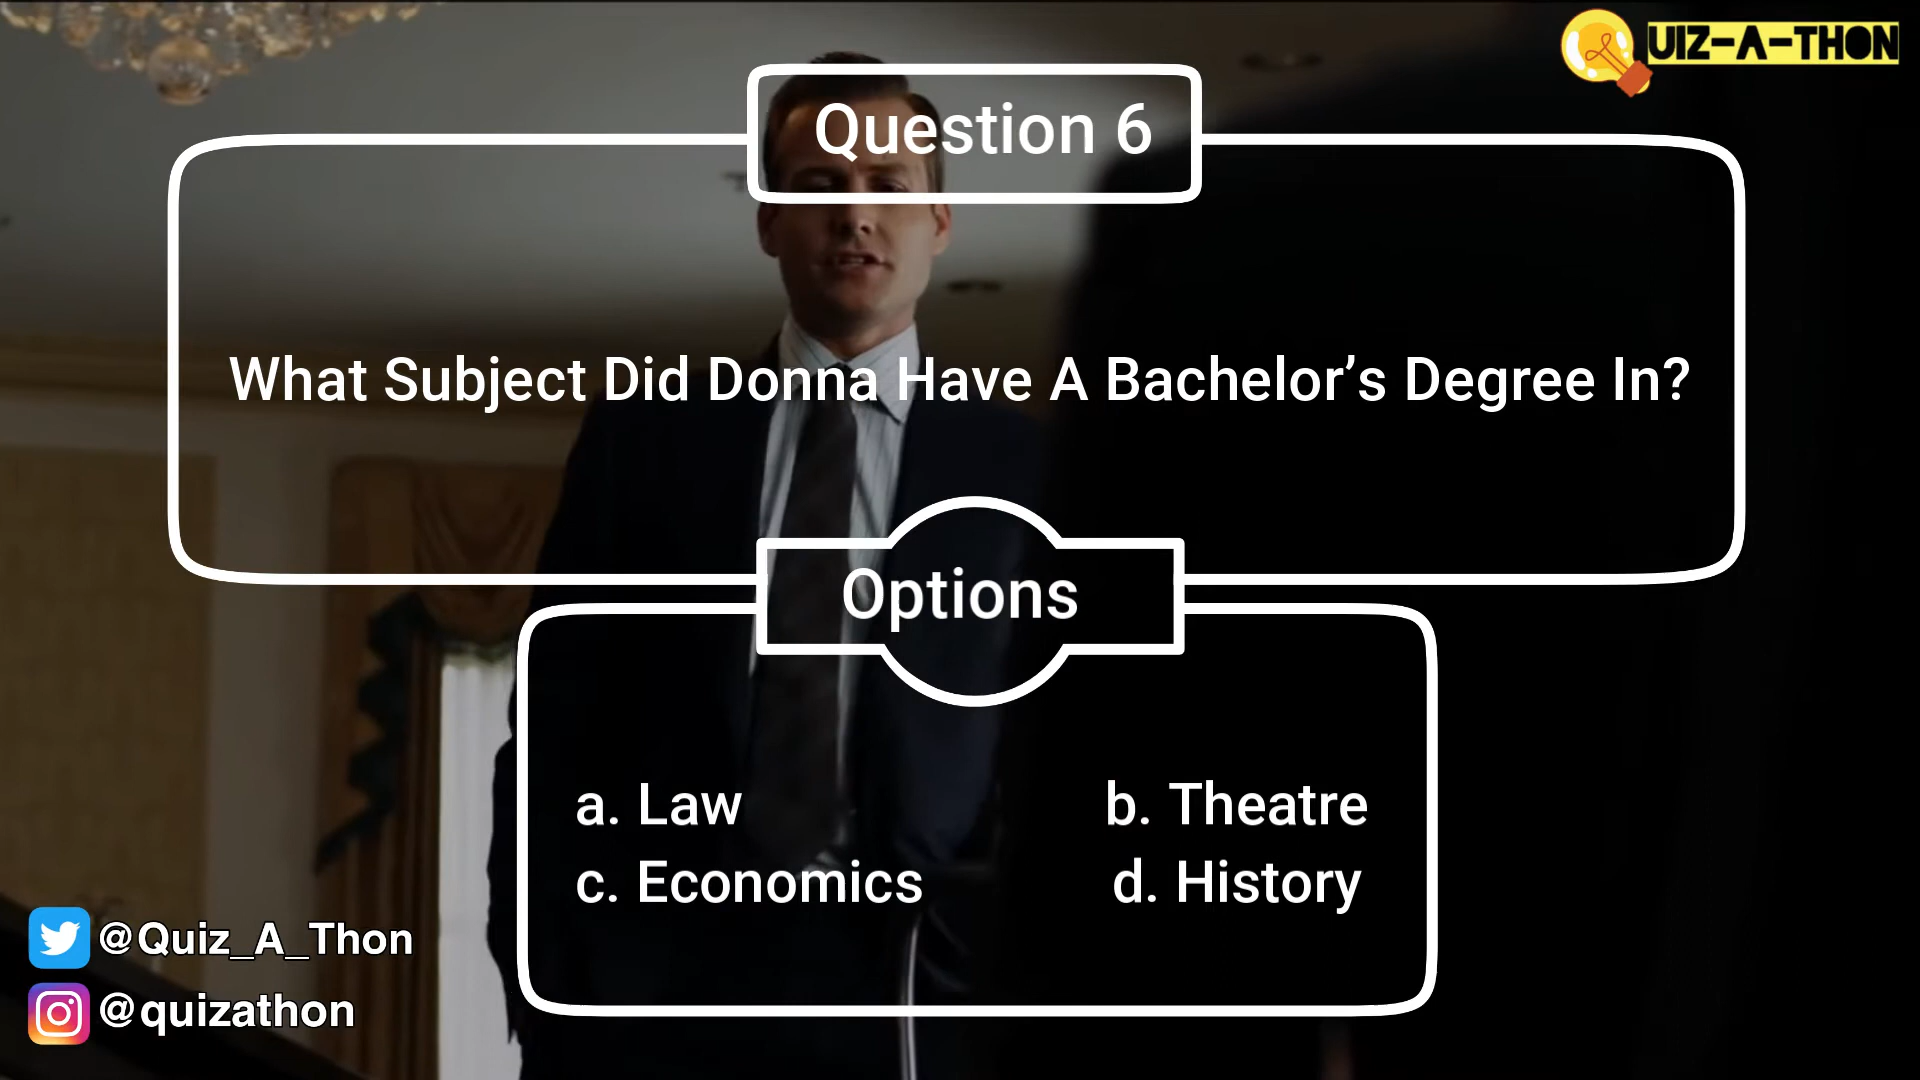 UIZ-A-THON
Question 6
What Subject Did Donna Have A Bachelor’s Degree In?
Options
a. Law
b. Theatre
c. Economics
d. History
@Quiz_A_Thon
@quizathon